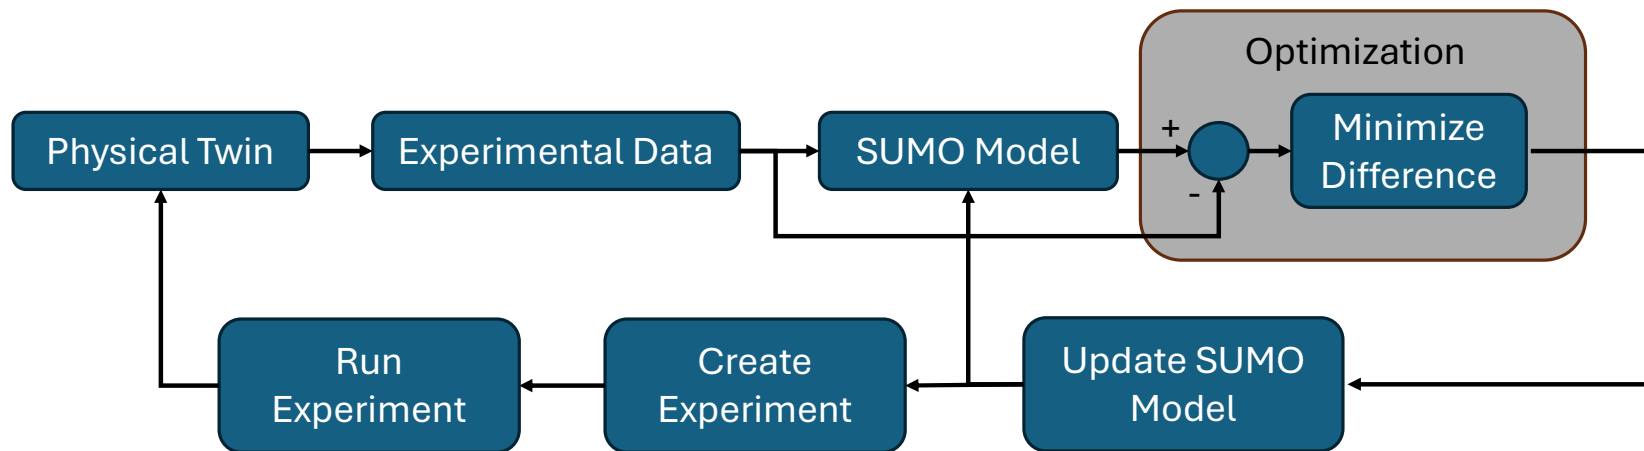 Optimization
Physical Twin
Experimental Data
SUMO Model
+
-
Minimize
Difference
Run
Experiment
Create
Experiment
Update SUMO
Model